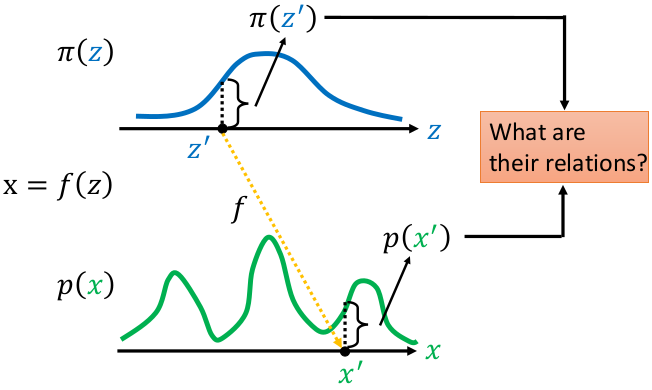 π(z′)
π(z)
z
z′
What are
their relations?
x = f(z)
f
p(x′)
p(x)
x
x′